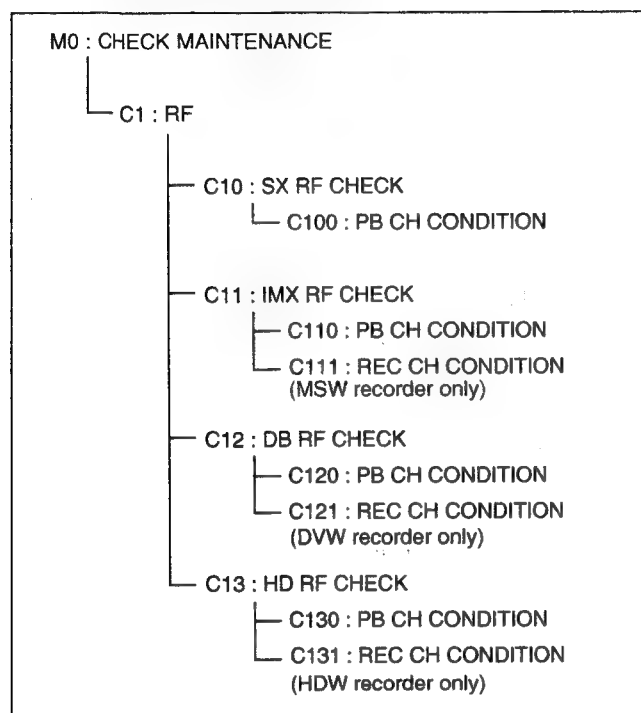 M0 : CHECK MAINTENANCE
C1 : RF
C10 : SX RF CHECK
C100 : PB CH CONDITION
C11 : IMX RF CHECK
C110 : PB CH CONDITION
C111 : REC CH CONDITION
(MSW recorder only)
C12 : DB RF CHECK
C120 : PB CH CONDITION
C121 : REC CH CONDITION
(DVW recorder only)
C13 : HD RF CHECK
C130 : PB CH CONDITION
C131 : REC CH CONDITION
(HDW recorder only)